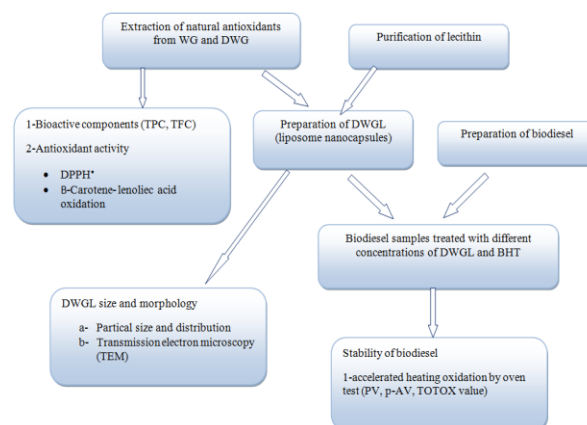 Extraction of natural antioxidants
from WG and DWG
Purification of lecithin
1-Bioactive components (TPC, TFC)
2-Antioxidant activity
• DPPH•
• B-Carotene- lenoliec acid
oxidation
Preparation of DWGL
(liposome nanocapsules)
Preparation of biodiesel
Biodiesel samples treated with different
concentrations of DWGL and BHT
DWGL size and morphology
a- Partical size and distribution
b- Transmission electron microscopy
(TEM)
Stability of biodiesel
1-accelerated heating oxidation by oven
test (PV, p-AV, TOTOX value)